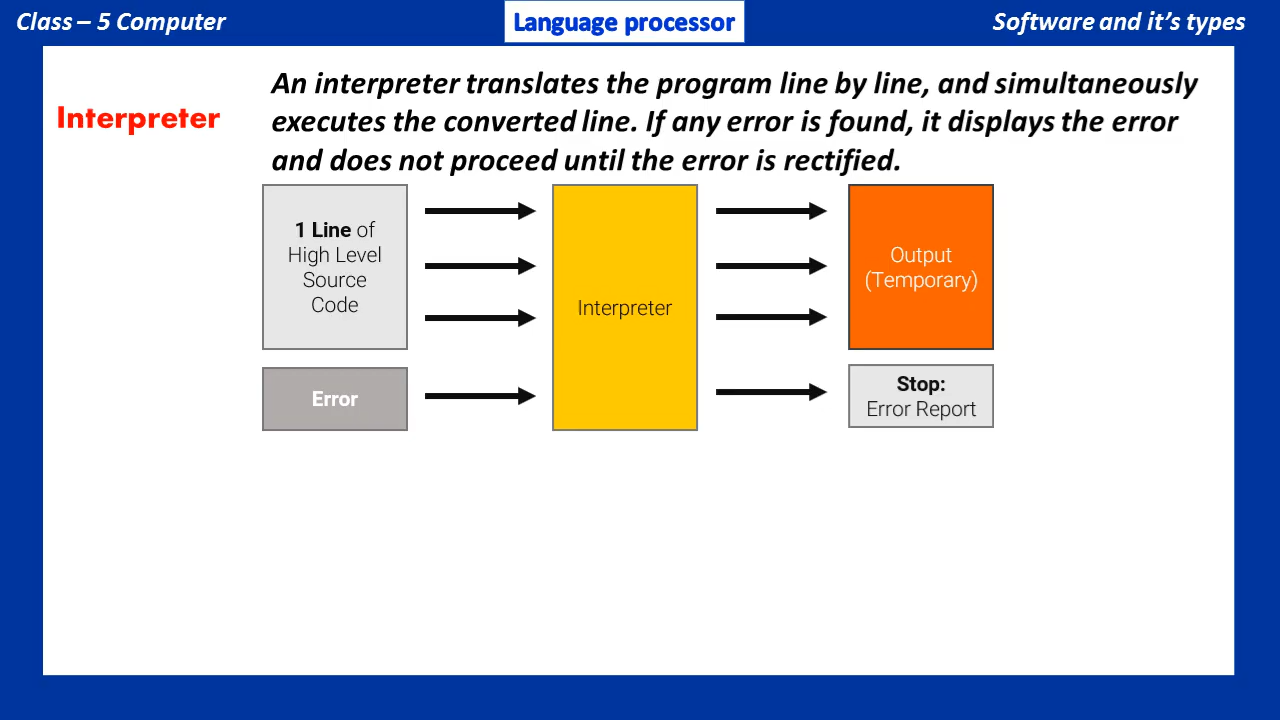 Class – 5 Computer
Language processor
Software and it’s types
Interpreter
An interpreter translates the program line by line, and simultaneously
executes the converted line. If any error is found, it displays the error
and does not proceed until the error is rectified.
1 Line of
High Level
Source
Code
Interpreter
Output
(Temporary)
Error
Stop:
Error Report